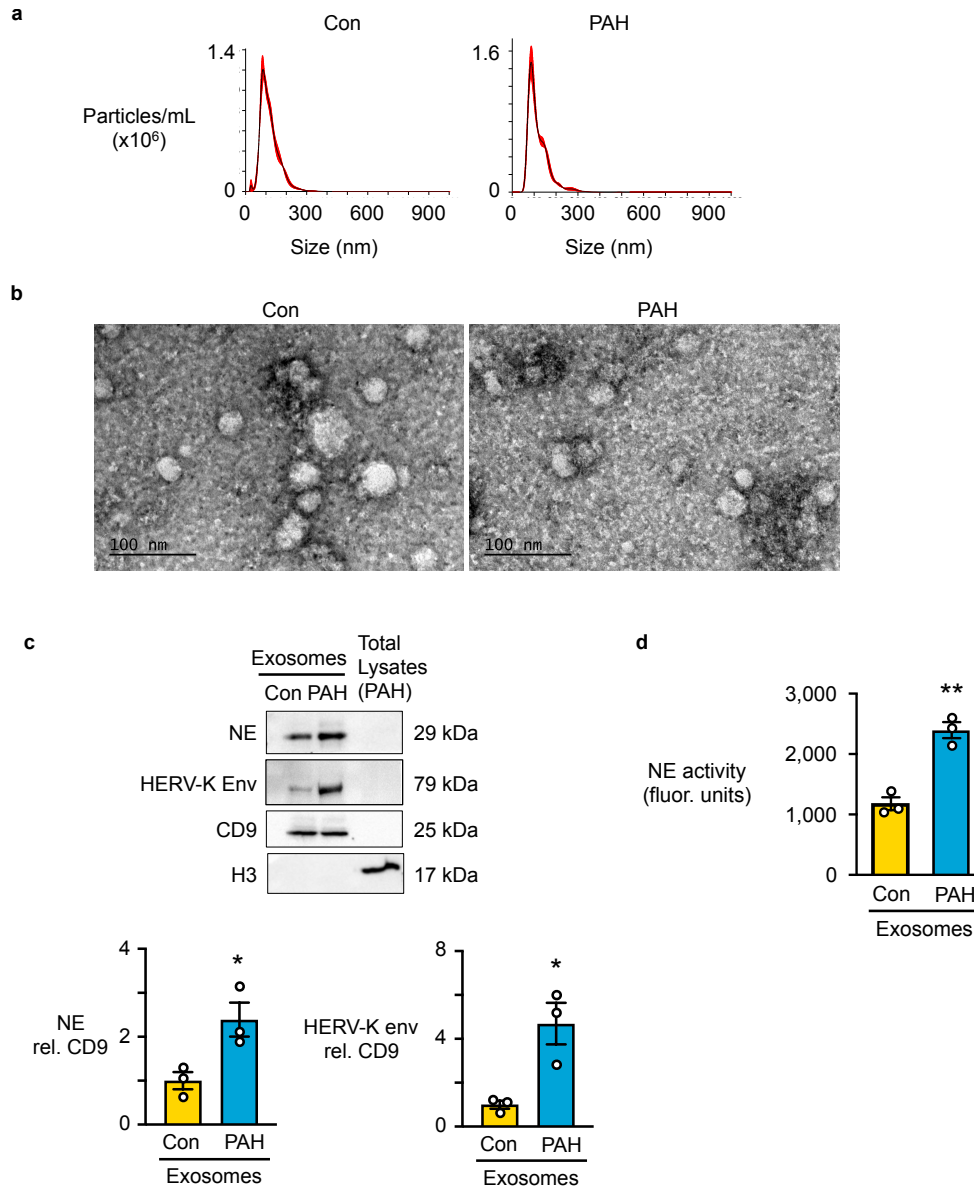 a
Con
PAH
Particles/mL
(x10⁶)
1.4
0
0 300 600 900
Size (nm)
1.6
0
0 300 600 900
Size (nm)
b
Con
PAH
100 nm
100 nm
c
Exosomes
Total
Lysates
(PAH)
Con PAH
NE
29 kDa
HERV-K Env
79 kDa
CD9
25 kDa
H3
17 kDa
NE
rel. CD9
4
2
0
*
Con PAH
Exosomes
HERV-K env
rel. CD9
8
4
0
*
Con PAH
Exosomes
d
NE activity
(fluor. units)
3,000
2,000
1,000
0
**
Con PAH
Exosomes